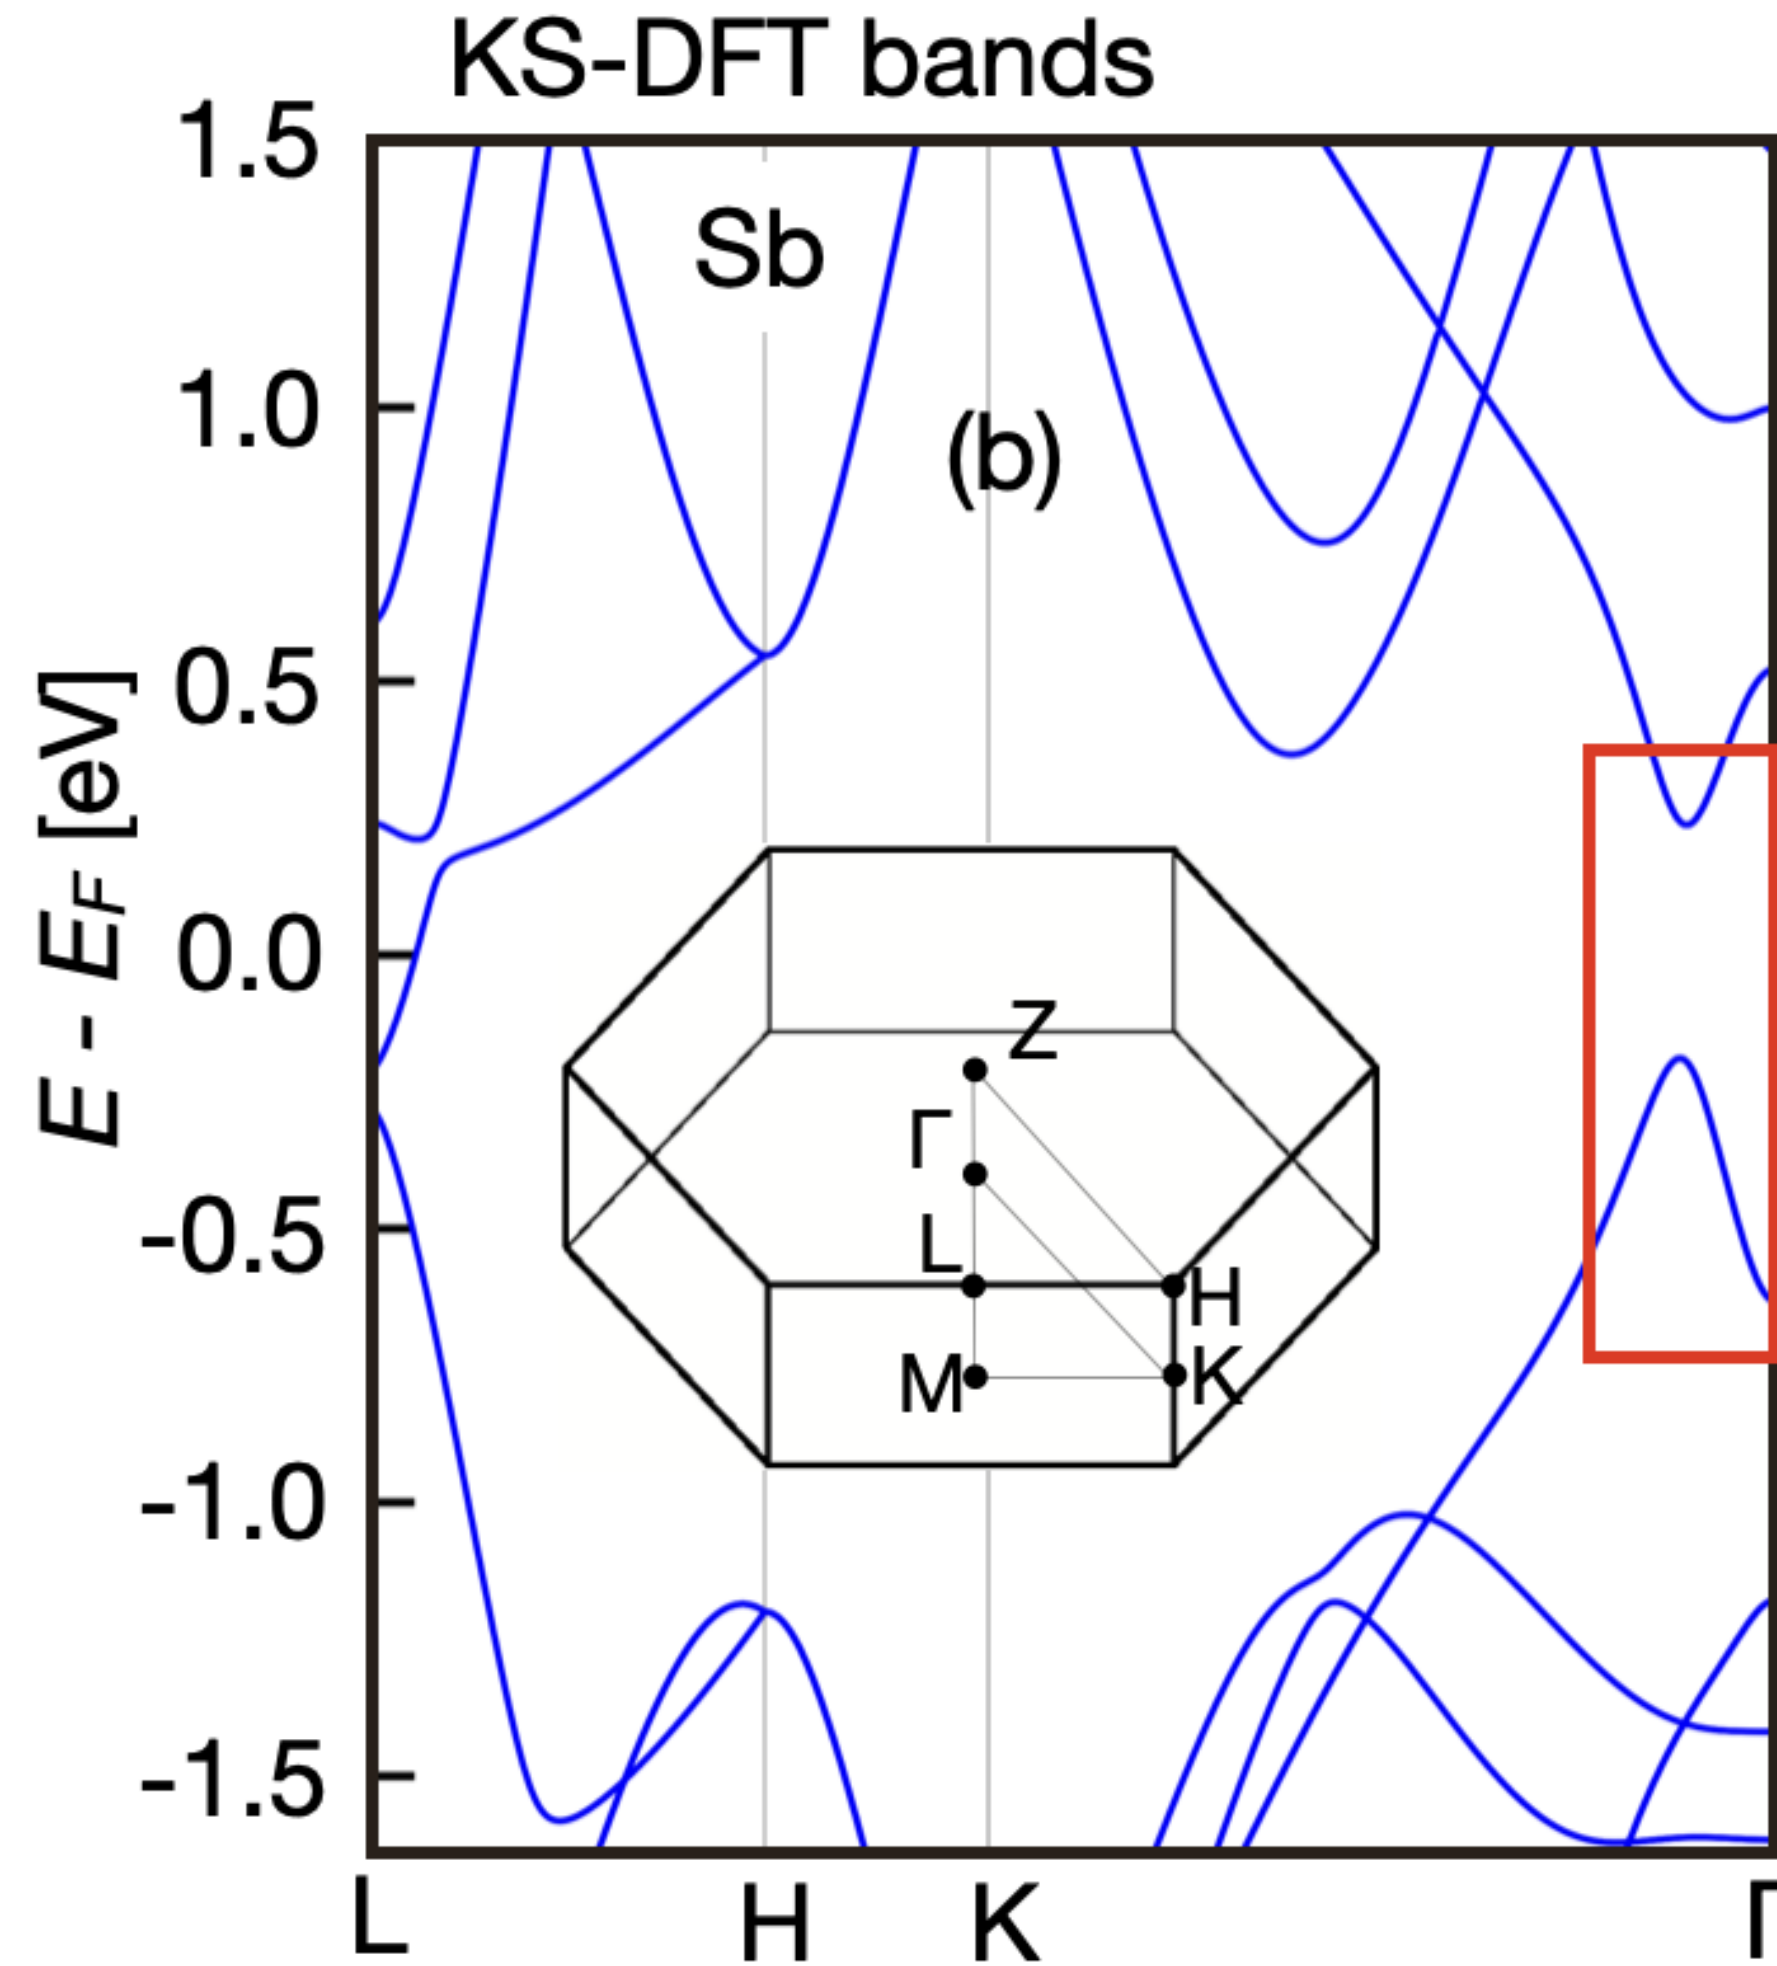 KS-DFT bands
1.5
Sb
1.0
(b)
0.5
E - E_F [eV]
0.0
Z
Γ
L
H
M
K
-0.5
-1.0
-1.5
L H K Γ